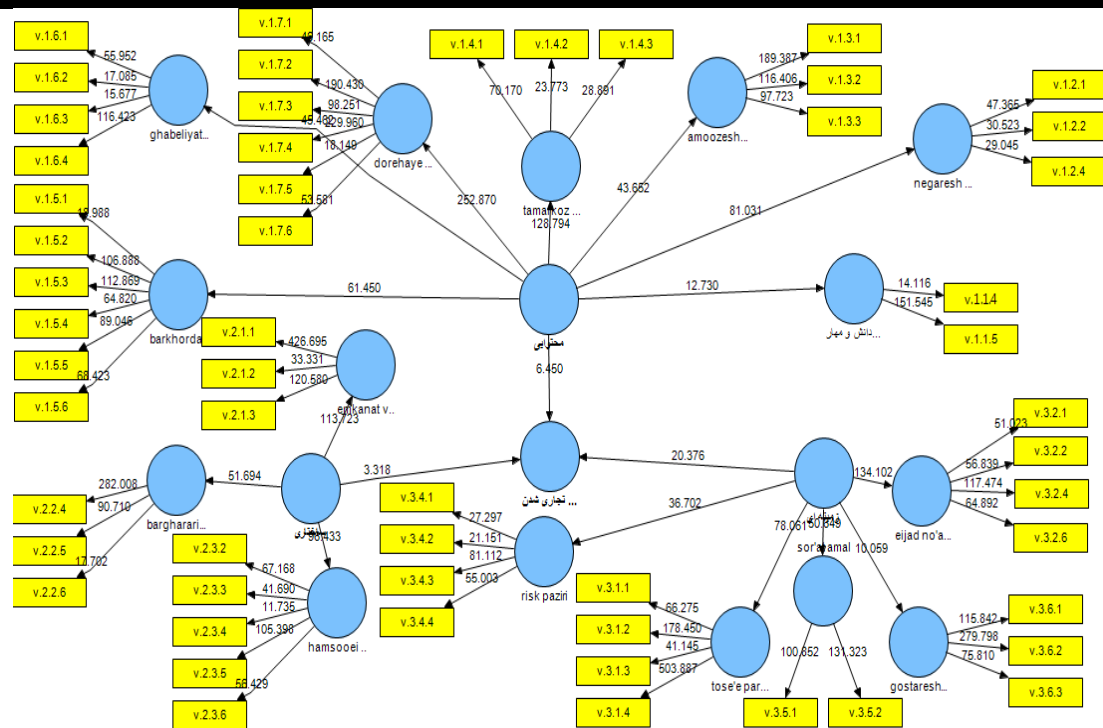 v.1.6.1
v.1.6.2
v.1.6.3
v.1.6.4
55.952
17.085
15.677
116.423
ghabeliyat...
v.1.7.1
v.1.7.2
v.1.7.3
v.1.7.4
v.1.7.5
v.1.7.6
190.430
98.251
229.960
18.149
53.581
dorehaye ...
v.1.4.1
v.1.4.2
v.1.4.3
70.170
23.773
28.891
v.1.3.1
v.1.3.2
v.1.3.3
189.387
116.406
97.723
amoozesh...
v.1.2.1
v.1.2.2
v.1.2.4
47.365
30.523
29.045
negaresh ...
252.870
128.794
43.652
81.031
61.450
12.730
6.450
محتوایی
v.1.5.1
v.1.5.2
v.1.5.3
v.1.5.4
v.1.5.5
v.1.5.6
106.888
112.869
64.820
89.046
68.423
barkhorda
v.1.1.4
v.1.1.5
14.116
151.545
دانش و مهار...
v.2.1.1
v.2.1.2
v.2.1.3
426.695
33.331
120.580
emkanat v..
113.723
51.694
3.318
v.2.2.4
v.2.2.5
v.2.2.6
282.008
90.710
17.702
bargharari...
v.2.3.2
v.2.3.3
v.2.3.4
v.2.3.5
v.2.3.6
67.168
41.690
11.735
105.398
56.429
hamsooei ..
تجاری شدن ...
20.376
36.702
134.102
78.061
10.059
v.3.4.1
v.3.4.2
v.3.4.3
v.3.4.4
27.297
21.151
81.112
55.003
risk paziri
v.3.2.1
v.3.2.2
v.3.2.4
v.3.2.6
51.023
56.839
117.474
64.892
eijad no'a...
v.3.1.1
v.3.1.2
v.3.1.3
v.3.1.4
66.275
178.450
41.145
503.887
tose'e par...
sor'at amal
100.852
131.323
v.3.5.1
v.3.5.2
v.3.6.1
v.3.6.2
v.3.6.3
115.842
279.798
75.810
gostaresh...